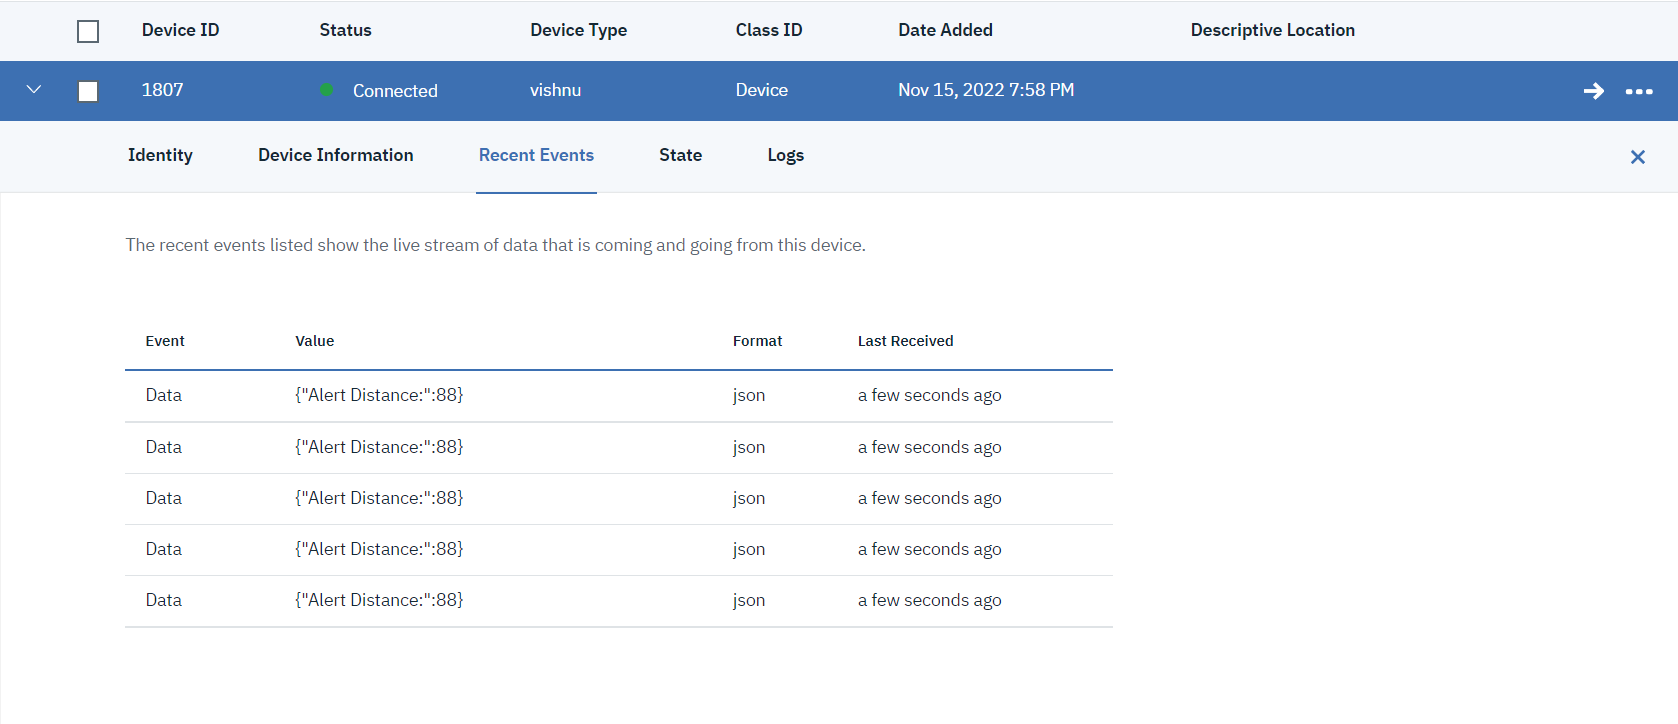 Device ID Status Device Type Class ID Date Added Descriptive Location
1807 Connected vishnu Device Nov 15, 2022 7:58 PM
Identity Device Information Recent Events State Logs
The recent events listed show the live stream of data that is coming and going from this device.
Event Value Format Last Received
Data {"Alert Distance:":88} json a few seconds ago
Data {"Alert Distance:":88} json a few seconds ago
Data {"Alert Distance:":88} json a few seconds ago
Data {"Alert Distance:":88} json a few seconds ago
Data {"Alert Distance:":88} json a few seconds ago